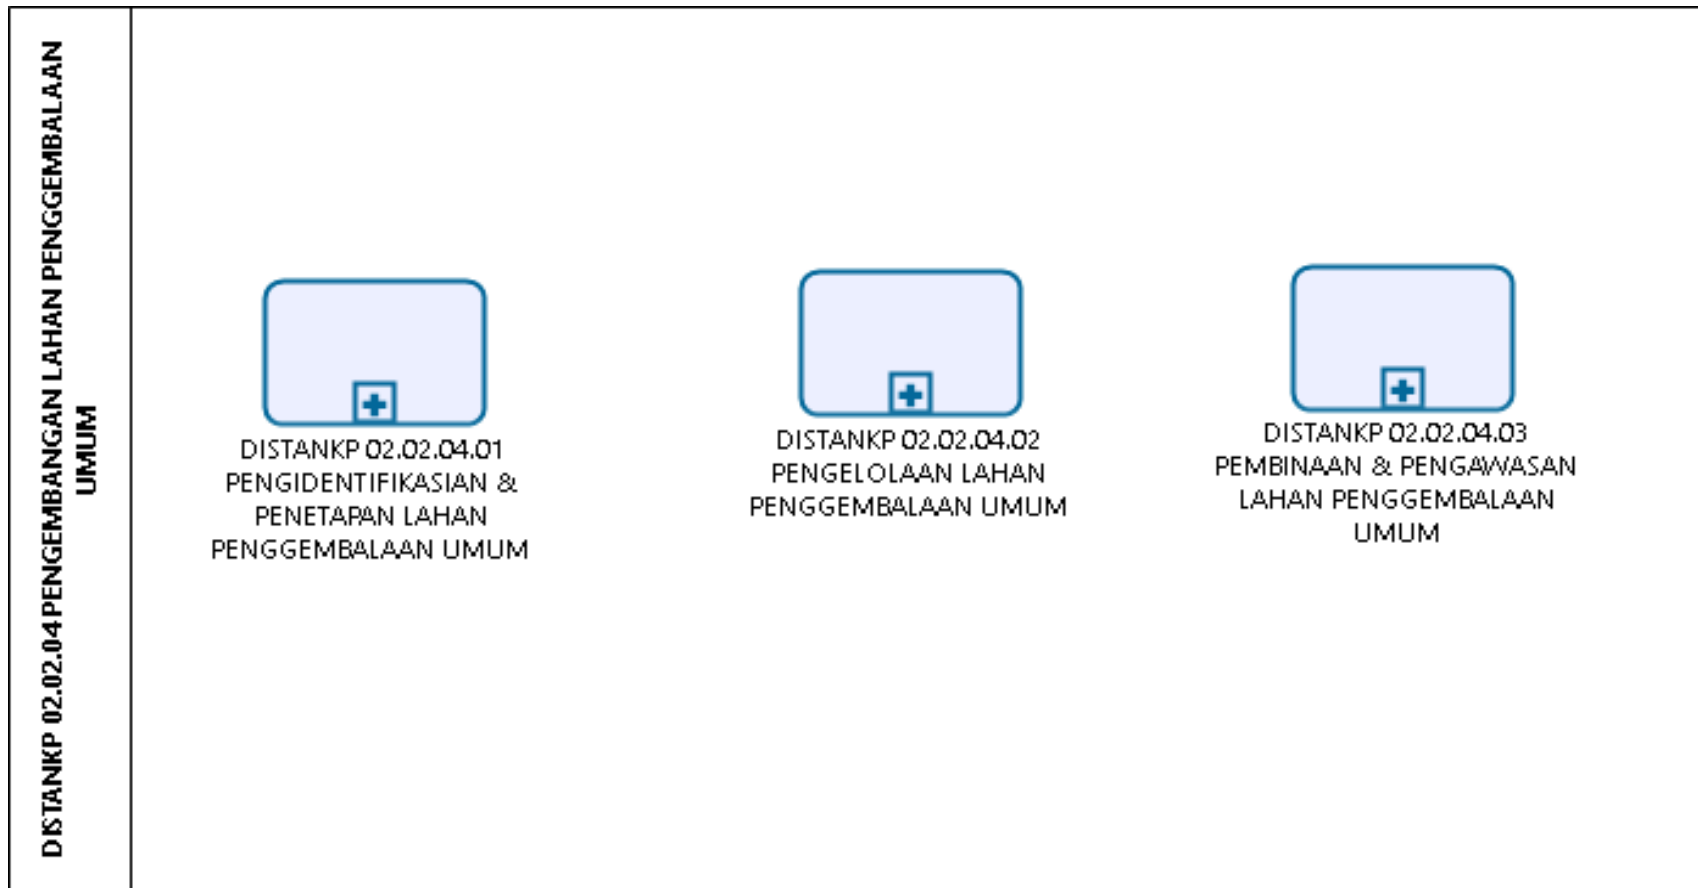 DISTANKP 02.02.04 PENGEMBANGAN LAHAN PENGGEMBALAAN
UMUM
DISTANKP 02.02.04.01
PENGIDENTIFIKASIAN &
PENETAPAN LAHAN
PENGGEMBALAAN UMUM
DISTANKP 02.02.04.02
PENGELOLAAN LAHAN
PENGGEMBALAAN UMUM
DISTANKP 02.02.04.03
PEMBINAAN & PENGAWASAN
LAHAN PENGGEMBALAAN
UMUM